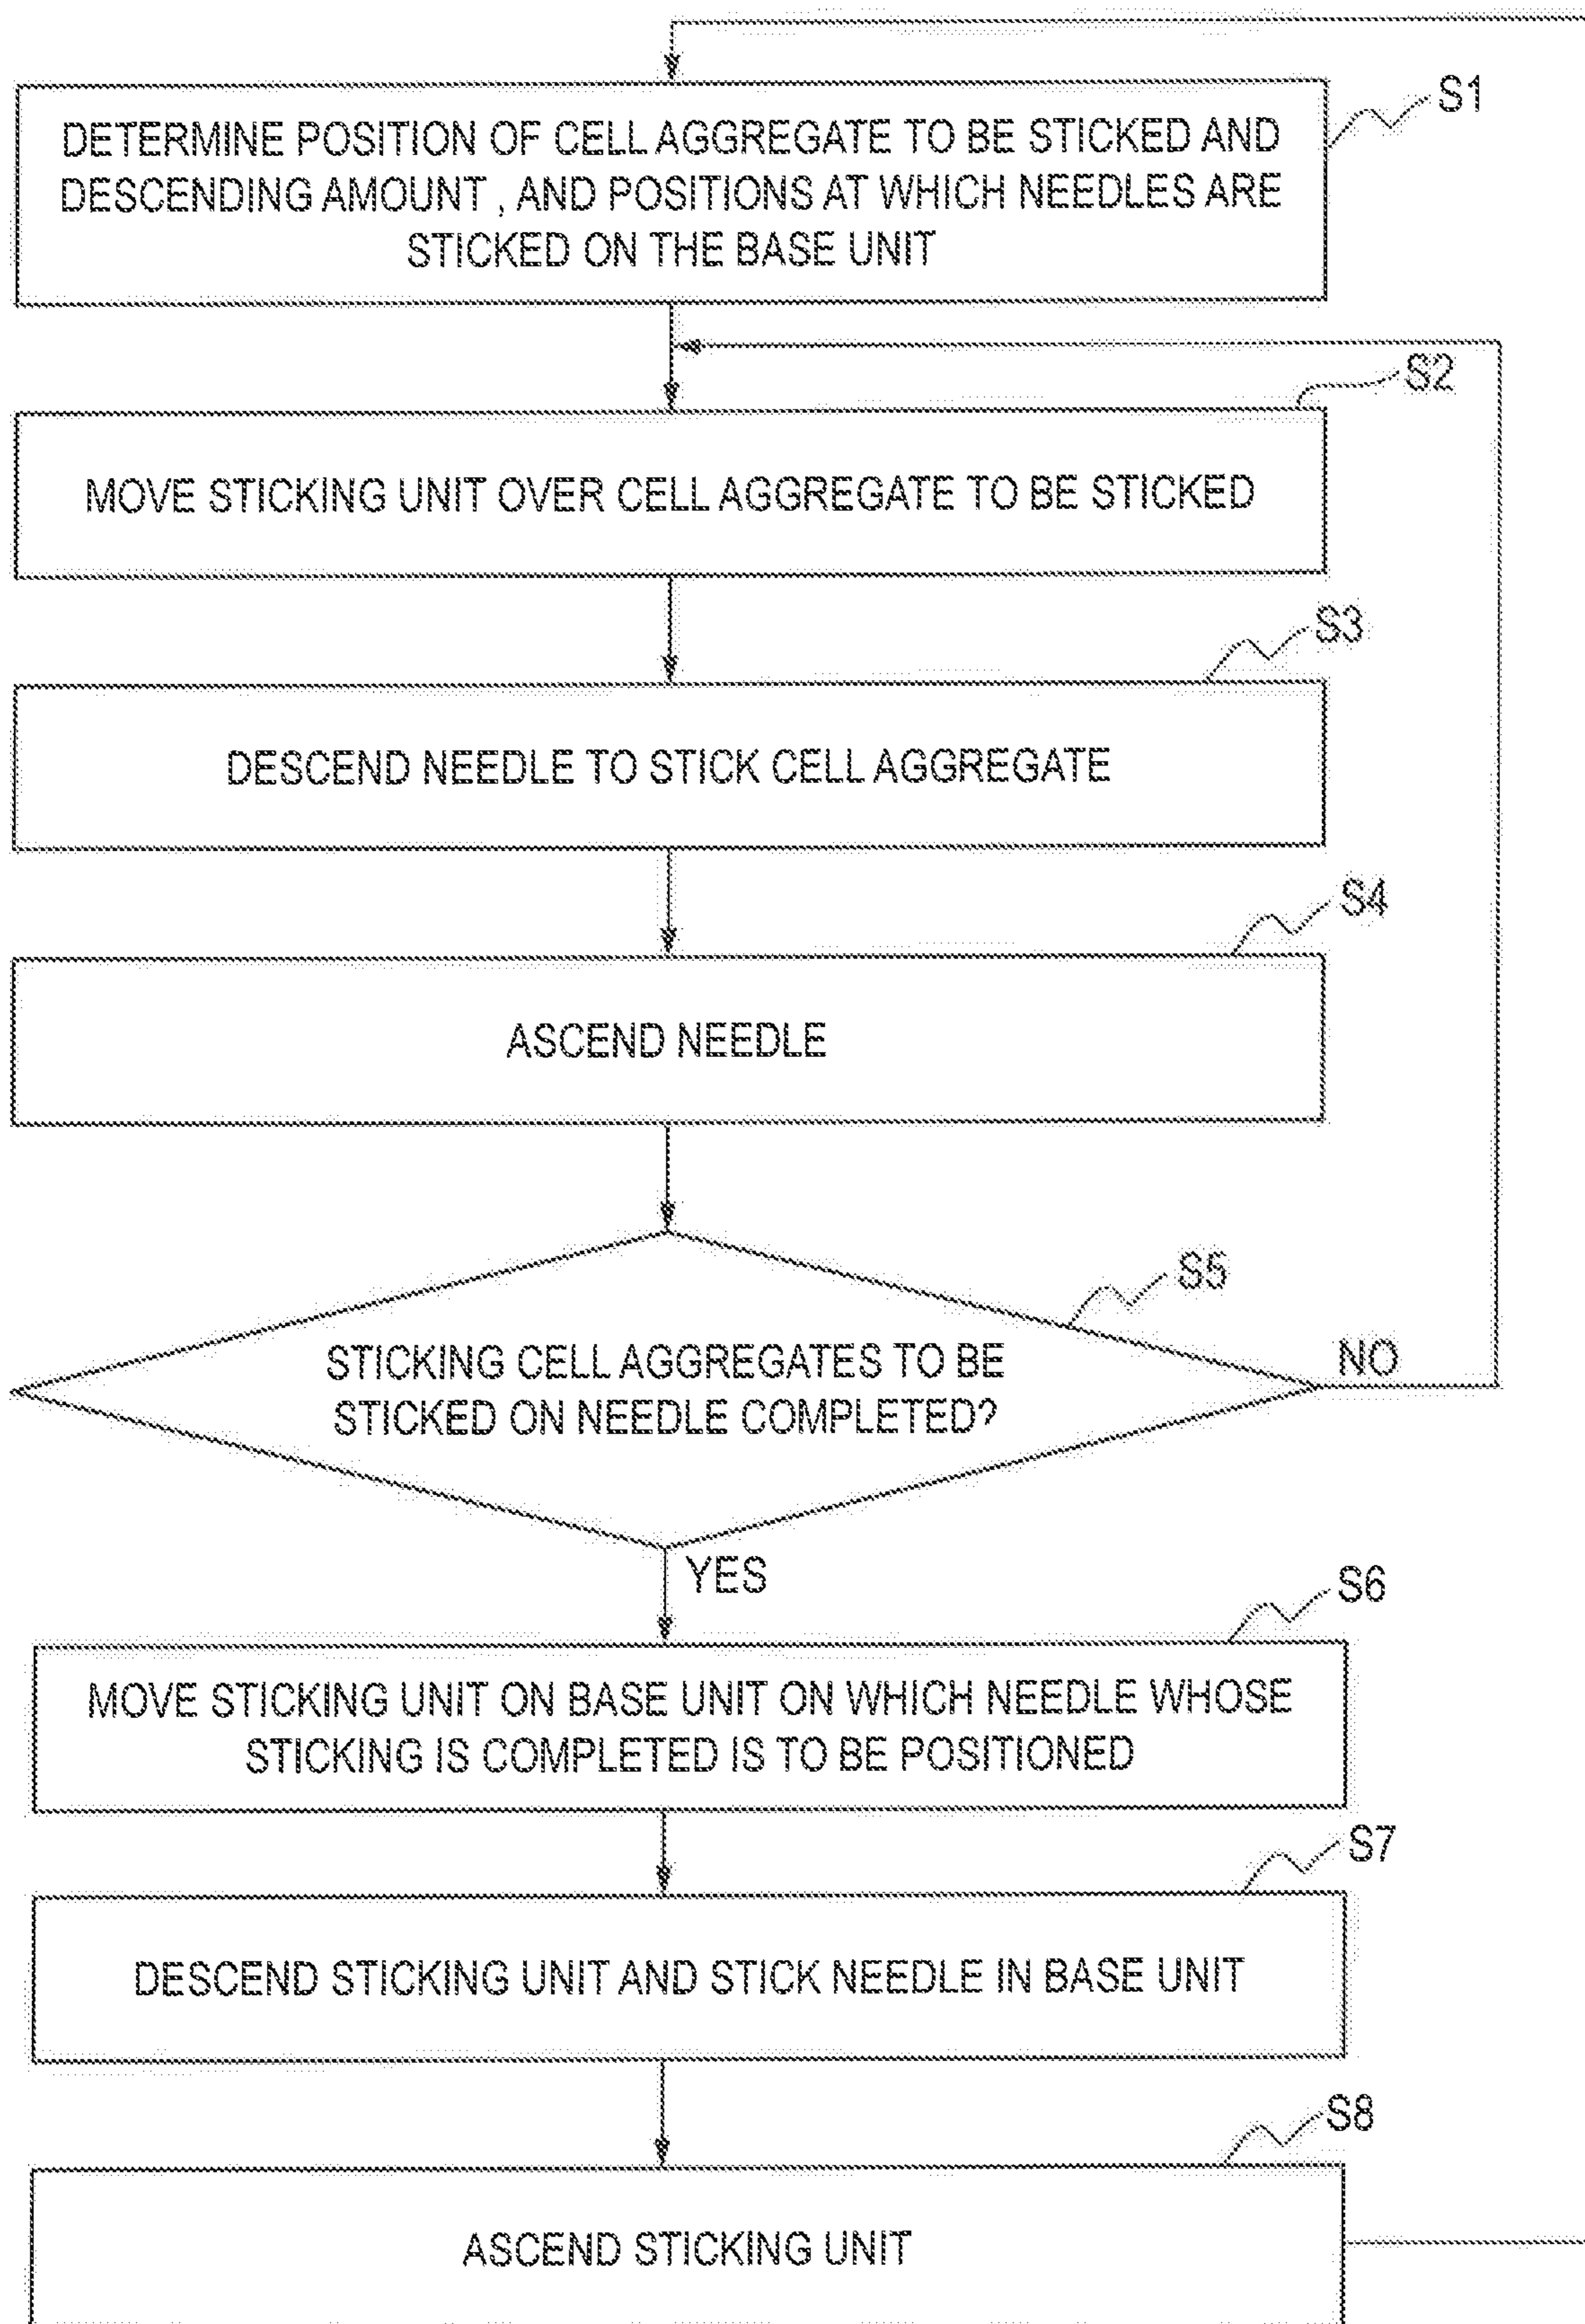 S1
DETERMINE POSITION OF CELL AGGREGATE TO BE STICKED AND
DESCENDING AMOUNT , AND POSITIONS AT WHICH NEEDLES ARE
STICKED ON THE BASE UNIT
S2
MOVE STICKING UNIT OVER CELL AGGREGATE TO BE STICKED
S3
DESCEND NEEDLE TO STICK CELL AGGREGATE
S4
ASCEND NEEDLE
S5
STICKING CELL AGGREGATES TO BE
STICKED ON NEEDLE COMPLETED?
NO
YES
S6
MOVE STICKING UNIT ON BASE UNIT ON WHICH NEEDLE WHOSE
STICKING IS COMPLETED IS TO BE POSITIONED
S7
DESCEND STICKING UNIT AND STICK NEEDLE IN BASE UNIT
S8
ASCEND STICKING UNIT